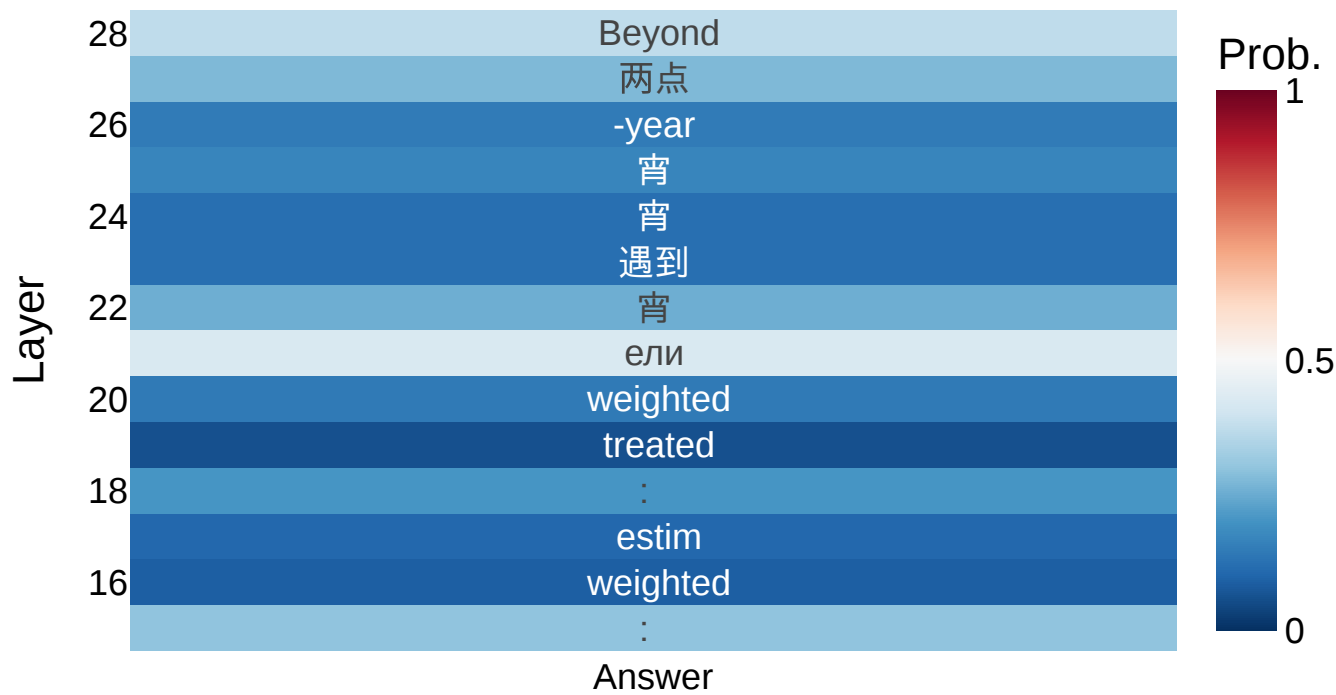 28
Beyond
两点
26
-year
宵
24
宵
遇到
22
宵
ели
20
weighted
treated
18
:
estim
16
weighted
:
Layer
Answer
Prob.
1
0.5
0